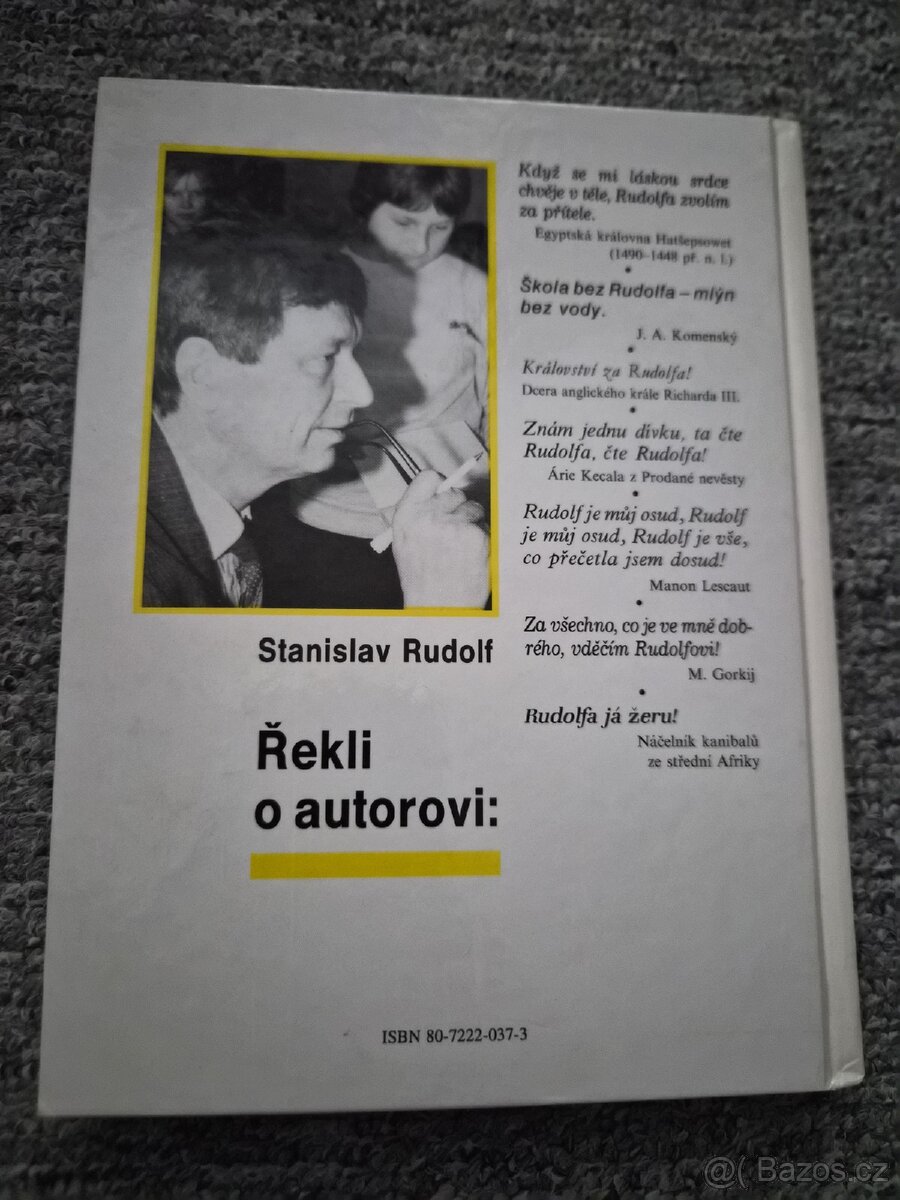 Když se mi láskou srdce
chvěje v těle, Rudolfa zvolím
za přítele.
Egyptská královna Hatšepsowet
(1490–1448 př. n. l.)
•
Škola bez Rudolfa – mlýn
bez vody.
J. A. Komenský
•
Království za Rudolfa!
Dcera anglického krále Richarda III.
•
Znám jednu dívku, ta čte
Rudolfa, čte Rudolfa!
Árie Kecala z Prodané nevěsty
•
Rudolf je můj osud, Rudolf
je můj osud, Rudolf je vše,
co přečetla jsem dosud!
Manon Lescaut
•
Za všechno, co je ve mně dob-
rého, vděčím Rudolfovi!
M. Gorkij
•
Rudolfa já žeru!
Náčelník kanibalů
ze střední Afriky
Stanislav Rudolf
Řekli
o autorovi:
ISBN 80-7222-037-3
@( Bazos.cz